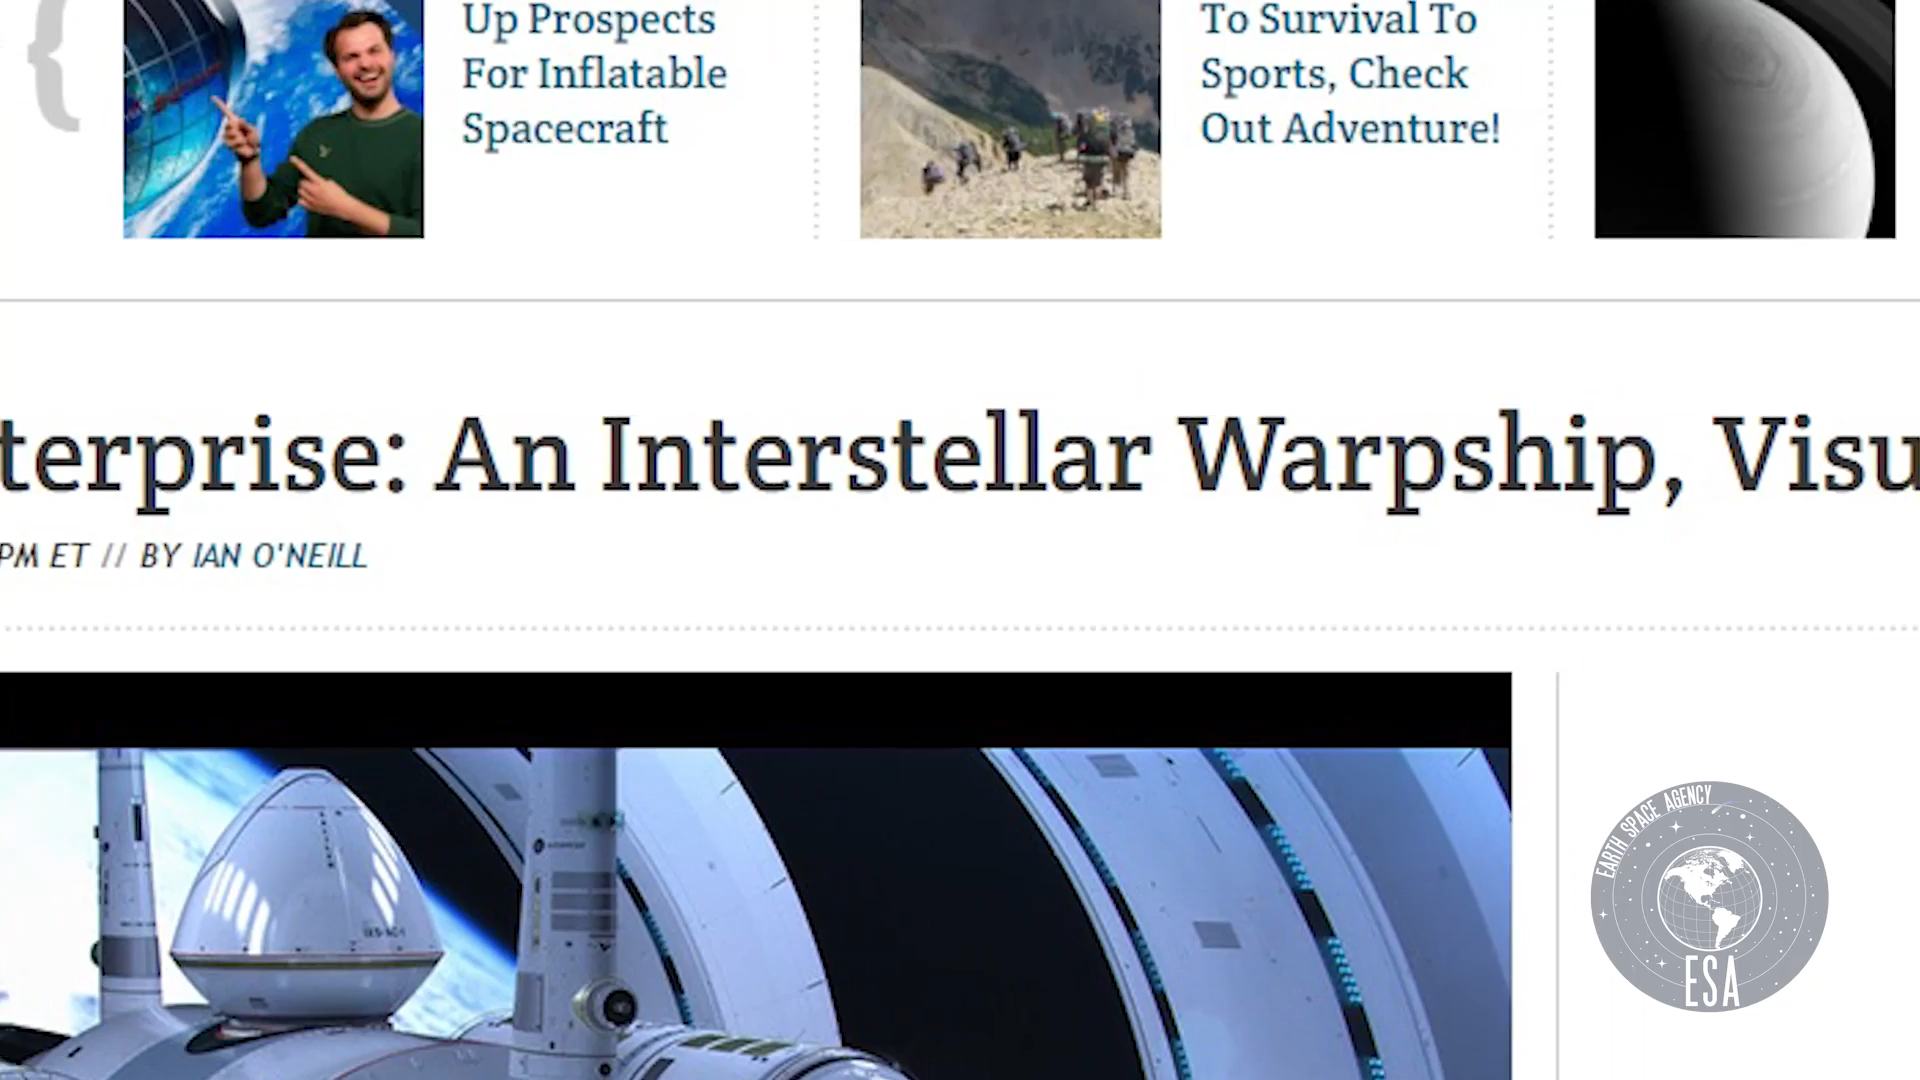 {
Up Prospects
For Inflatable
Spacecraft
To Survival To
Sports, Check
Out Adventure!
terprise: An Interstellar Warpship, Visu
PM ET // BY IAN O'NEILL
EARTH SPACE AGENCY
ESA